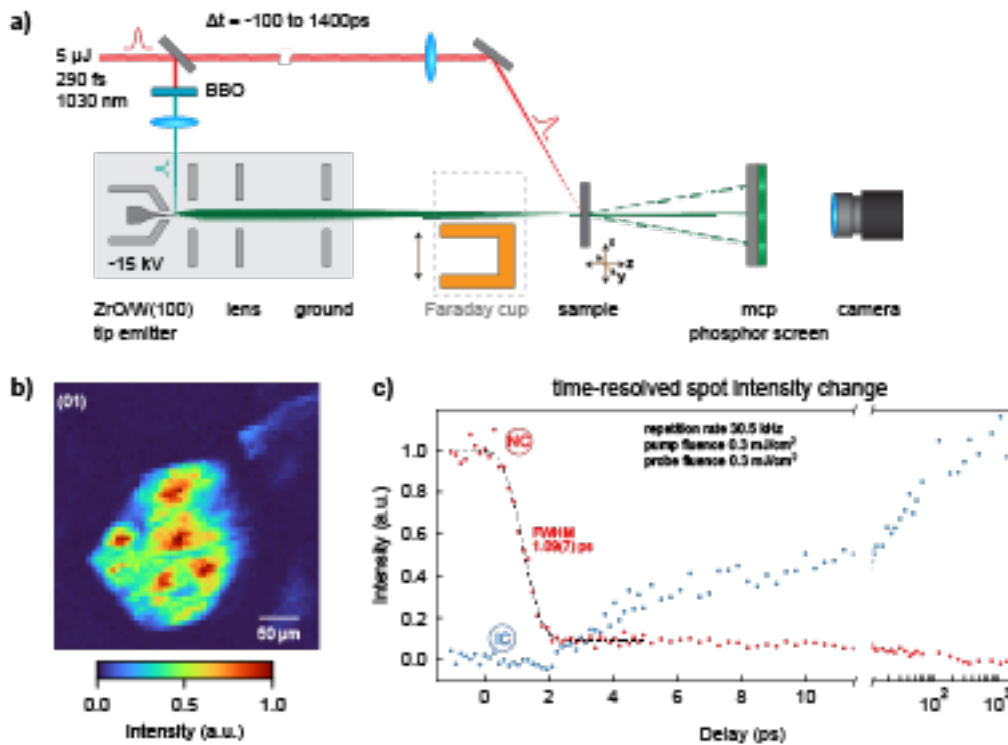 a)
Δt = -100 to 1400ps
5 µJ
290 fs
1030 nm
BBO
~15 kV
ZrO/W(100)
tip emitter
lens
ground
Faraday cup
x
z
y
sample
mcp
phosphor screen
camera
b)
(01)
50 µm
0.0
1.0
Intensity (a.u.)
c)
time-resolved spot intensity change
repetition rate 30.5 kHz
pump fluence 0.3 mJ/cm²
probe fluence 0.3 mJ/cm²
NC
FWHM
1.09(7) ps
IC
Intensity (a.u.)
1.0
0.8
0.6
0.4
0.2
0.0
0 2 4 6 8 10 10² 10³
Delay (ps)